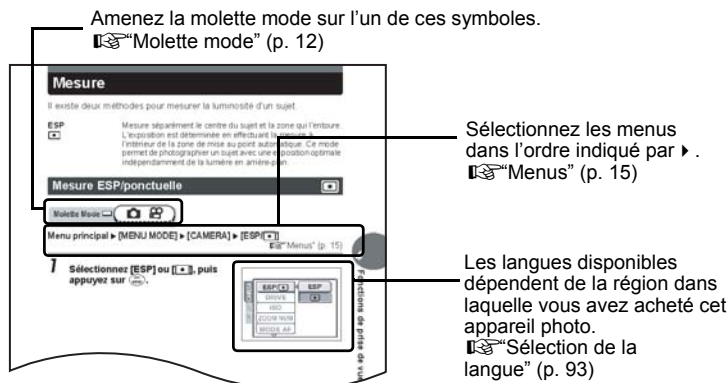 Amenez la molette mode sur l'un de ces symboles.
☞"Molette mode" (p. 12)
Mesure
Il existe deux méthodes pour mesurer la luminosité d'un sujet.
ESP
Mesure séparément le centre du sujet et la zone qui l'entoure.
L'exposition est déterminée en effectuant la mesure à
l'intérieur de la zone de mise au point automatique. Ce mode
permet de photographier un sujet avec une exposition optimale
indépendamment de la lumière en arrière-plan.
Mesure ESP/ponctuelle
Molette Mode
Menu principal ▸ [MENU MODE] ▸ [CAMERA] ▸ [ESP/[•]]
☞"Menus" (p. 15)
1 Sélectionnez [ESP] ou [[•]], puis
appuyez sur
ESP/[•] ESP
DRIVE
ISO
ZOOM NUM
MODE AF
Fonctions de prise de vue
Sélectionnez les menus
dans l'ordre indiqué par ▸ .
☞"Menus" (p. 15)
Les langues disponibles
dépendent de la région dans
laquelle vous avez acheté cet
appareil photo.
☞"Sélection de la
langue" (p. 93)